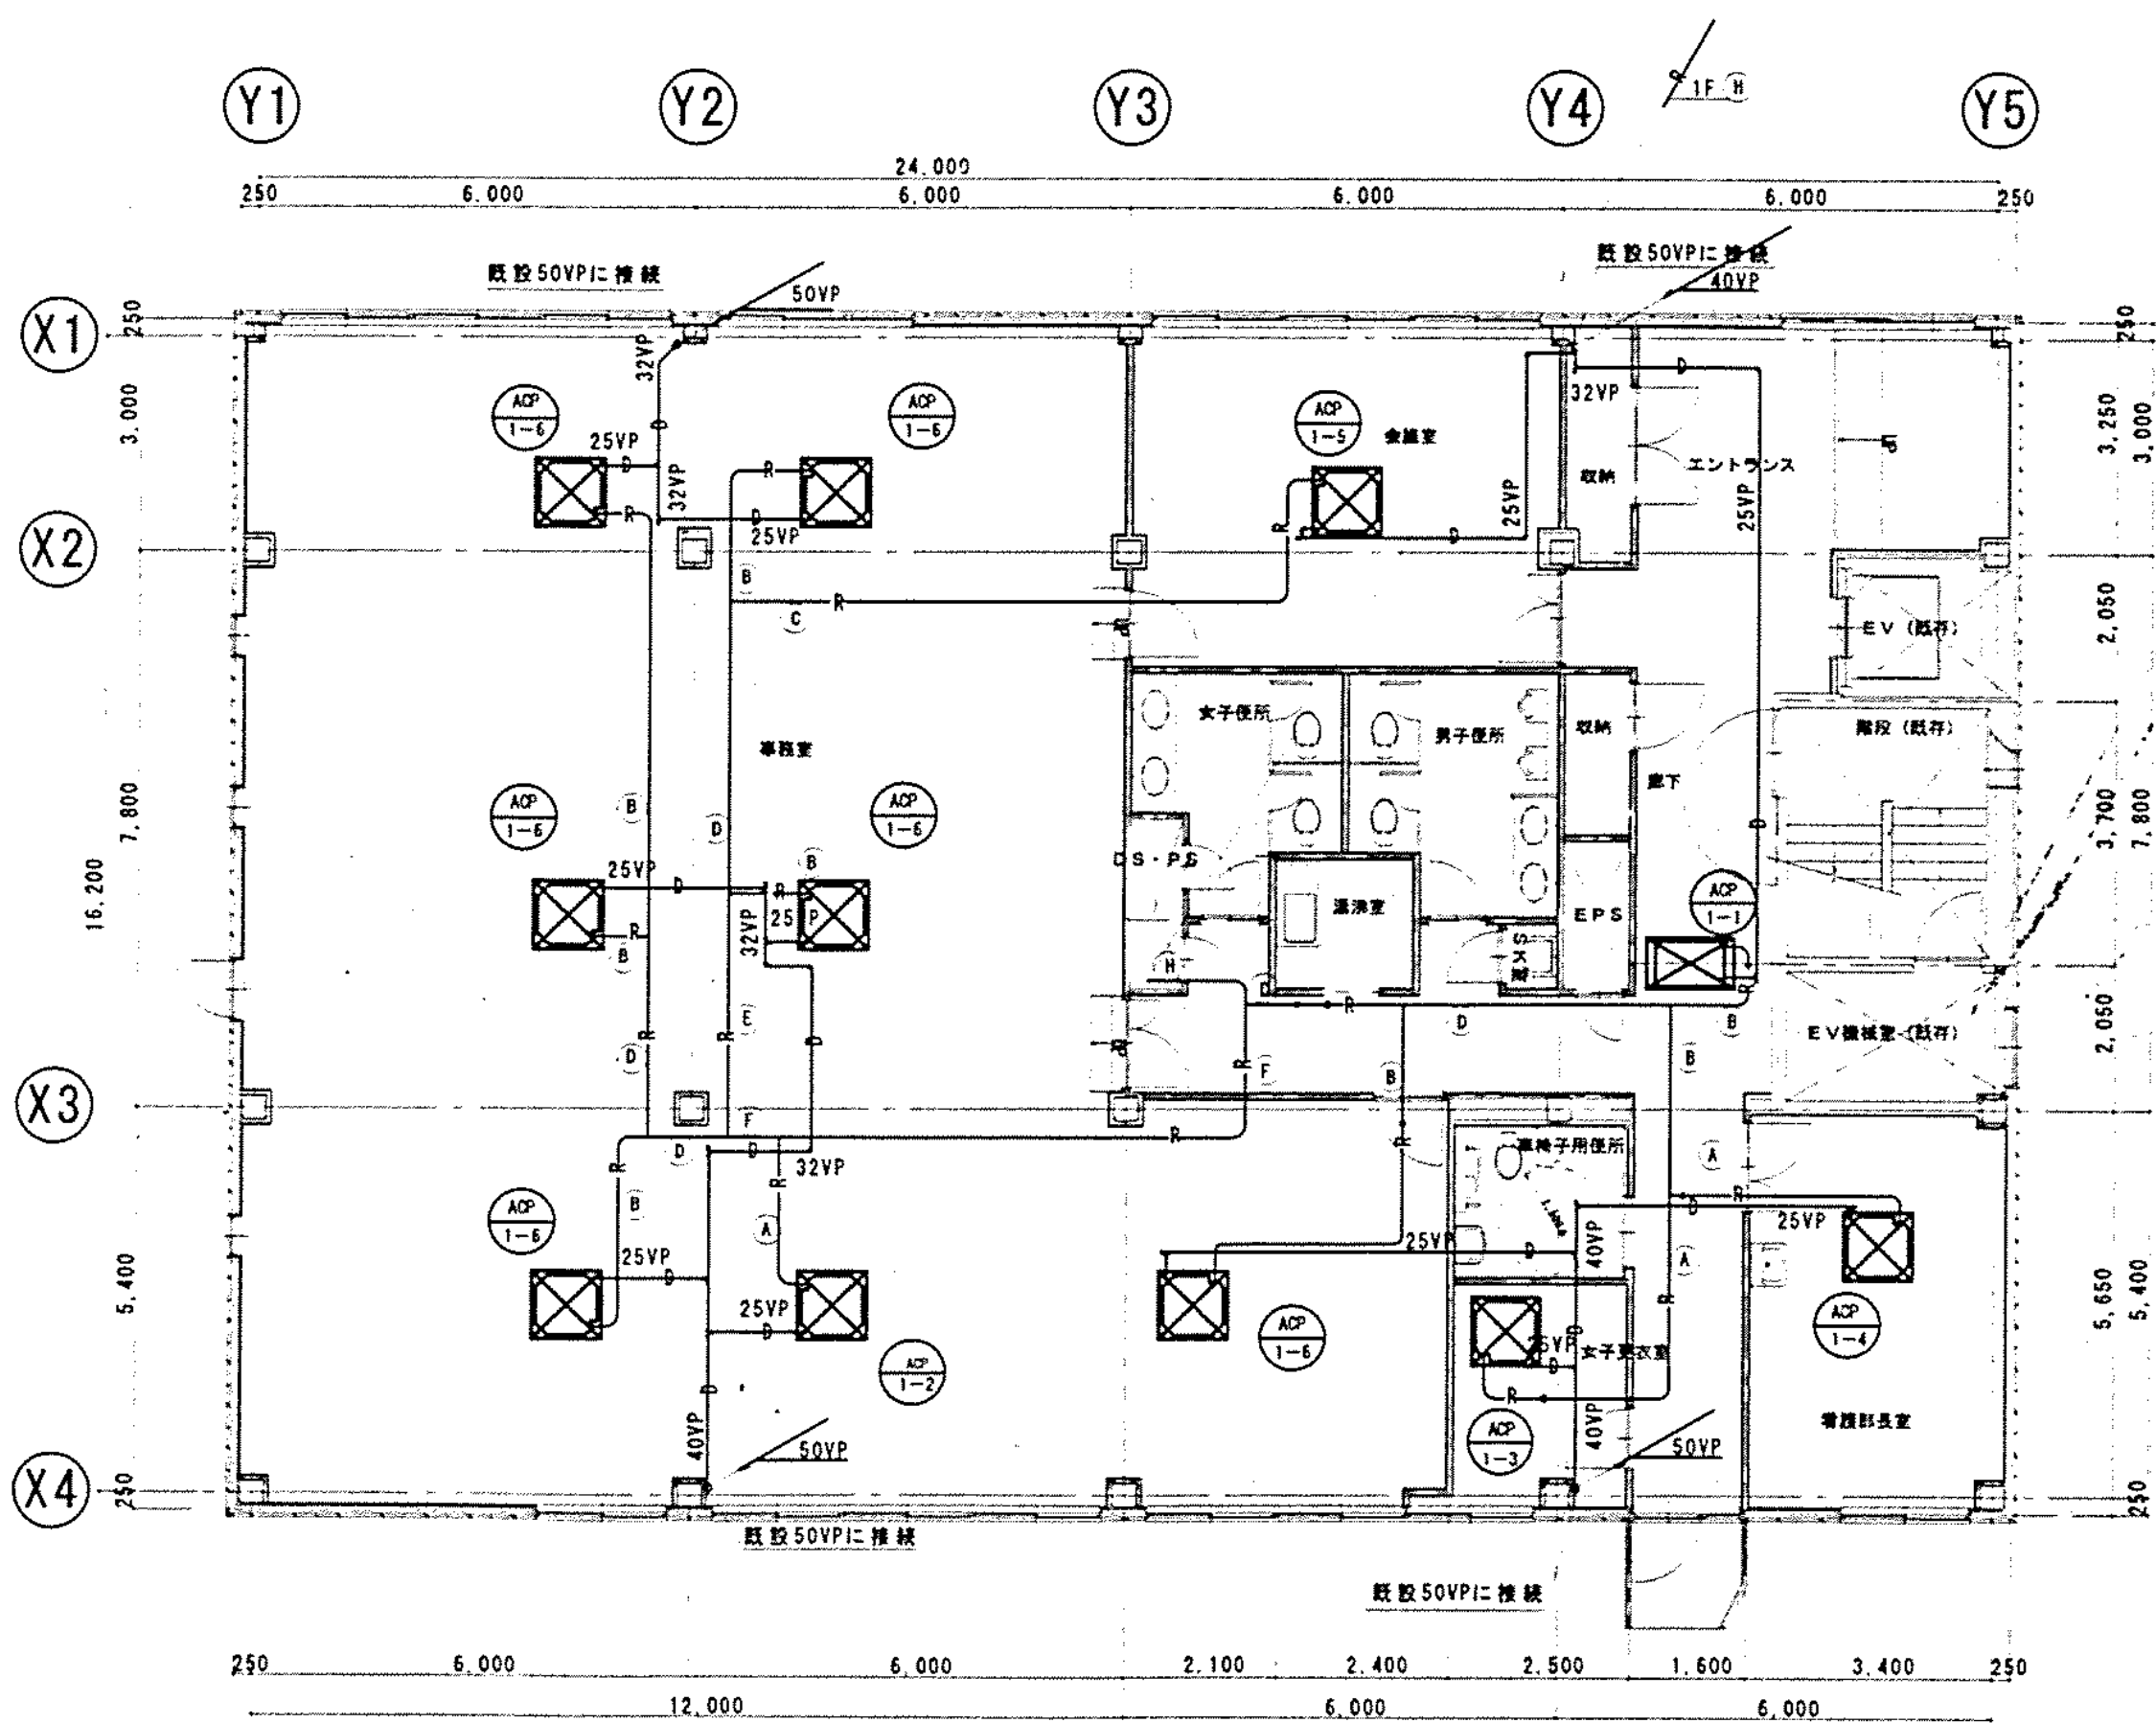 1F H
Y1 Y2 Y3 Y4 Y5
24.000
250 6.000 6.000 6.000 6.000 250
既設50VPに接続
50VP
既設50VPに接続
40VP
X1
250
250
32VP
32VP
3.000
3,250
3,000
ACP
1-6
ACP
1-6
ACP
1-5
会議室
25VP D
R
収納
エントランス
UP
D
D
32VP
R
R
D
25VP
25VP
25VP
R
D
X2
B
C
R
2,050
EV (既存)
女子便所
男子便所
収納
階段 (既存)
事務室
廊下
7,800
16,200
3,700
7,800
ACP
1-6
B
D
ACP
1-6
DS・PS
B
25VP
D
R
ACP
1-1
湯沸室
EPS
SK
R
B
32VP
H
E
R
R
D
D
R
D
R
D
B
R
B
2,050
EV機械室 (既存)
R
F
B
X3
F
R
D
D
32VP
車椅子用便所
R
B
R
A
R
A
R
D
25VP
ACP
1-6
25VP
D
25VP
D
40VP
A
5,400
5,650
5,400
25VP
D
ACP
1-6
D
25VP
D
女子更衣室
R
ACP
1-4
ACP
1-2
D
R
40VP
50VP
ACP
1-3
40VP
50VP
看護部長室
X4
250
250
既設50VPに接続
既設50VPに接続
250 6.000 6,000 2.100 2.400 2.500 1.600 3.400 250
12,000 6,000 6,000